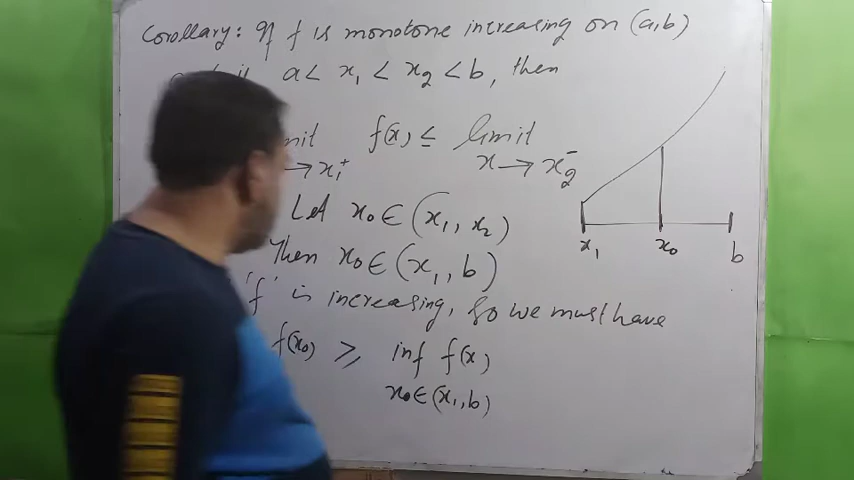 Corollary: If f is monotone increasing on (a,b)
a < x₁ < x₂ < b, then
f(x) ≤ limit
→ x₁⁺ x → x₂⁻
Let x₀ ∈ (x₁, x₂)
Then x₀ ∈ (x₁, b)
'f' is increasing, so we must have
f(x₀) ≥ inf f(x)
x₀ ∈ (x₁, b)
x₁ x₀ b